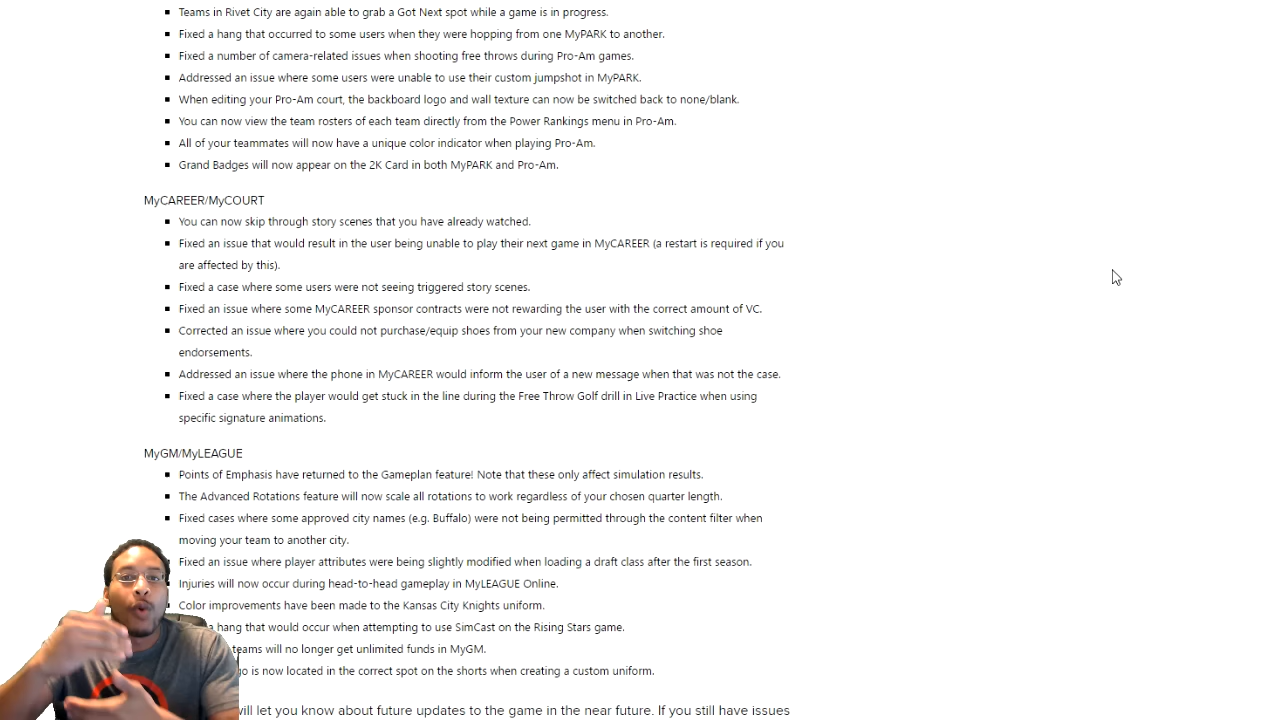 Teams in Rivet City are again able to grab a Got Next spot while a game is in progress.
Fixed a hang that occurred to some users when they were hopping from one MyPARK to another.
Fixed a number of camera-related issues when shooting free throws during Pro-Am games.
Addressed an issue where some users were unable to use their custom jumpshot in MyPARK.
When editing your Pro-Am court, the backboard logo and wall texture can now be switched back to none/blank.
You can now view the team rosters of each team directly from the Power Rankings menu in Pro-Am.
All of your teammates will now have a unique color indicator when playing Pro-Am.
Grand Badges will now appear on the 2K Card in both MyPARK and Pro-Am.
MyCAREER/MyCOURT
You can now skip through story scenes that you have already watched.
Fixed an issue that would result in the user being unable to play their next game in MyCAREER (a restart is required if you
are affected by this).
Fixed a case where some users were not seeing triggered story scenes.
Fixed an issue where some MyCAREER sponsor contracts were not rewarding the user with the correct amount of VC.
Corrected an issue where you could not purchase/equip shoes from your new company when switching shoe
endorsements.
Addressed an issue where the phone in MyCAREER would inform the user of a new message when that was not the case.
Fixed a case where the player would get stuck in the line during the Free Throw Golf drill in Live Practice when using
specific signature animations.
MyGM/MyLEAGUE
Points of Emphasis have returned to the Gameplan feature! Note that these only affect simulation results.
The Advanced Rotations feature will now scale all rotations to work regardless of your chosen quarter length.
Fixed cases where some approved city names (e.g. Buffalo) were not being permitted through the content filter when
moving your team to another city.
Fixed an issue where player attributes were being slightly modified when loading a draft class after the first season.
Injuries will now occur during head-to-head gameplay in MyLEAGUE Online.
Color improvements have been made to the Kansas City Knights uniform.
a hang that would occur when attempting to use SimCast on the Rising Stars game.
teams will no longer get unlimited funds in MyGM.
is now located in the correct spot on the shorts when creating a custom uniform.
will let you know about future updates to the game in the near future. If you still have issues